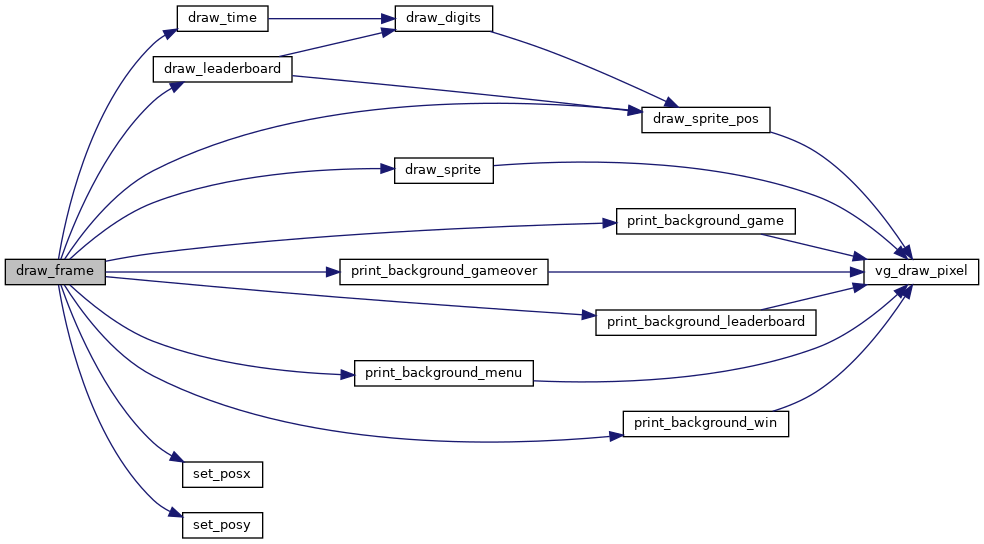 draw_time
draw_digits
draw_leaderboard
draw_sprite_pos
draw_sprite
print_background_game
draw_frame
print_background_gameover
vg_draw_pixel
print_background_leaderboard
print_background_menu
print_background_win
set_posx
set_posy